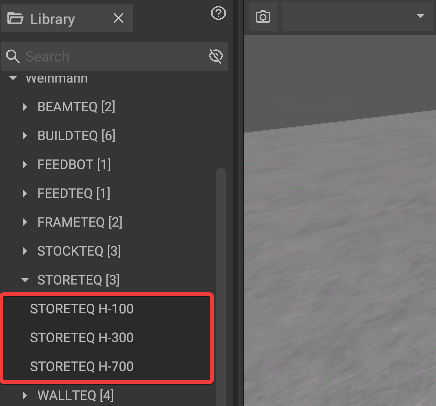 Library
Search
Weinmann
BEAMTEQ [2]
BUILDTEQ [6]
FEEDBOT [1]
FEEDTEQ [1]
FRAMETEQ [2]
STOCKTEQ [3]
STORETEQ [3]
STORETEQ H-100
STORETEQ H-300
STORETEQ H-700
WALLTEQ [4]